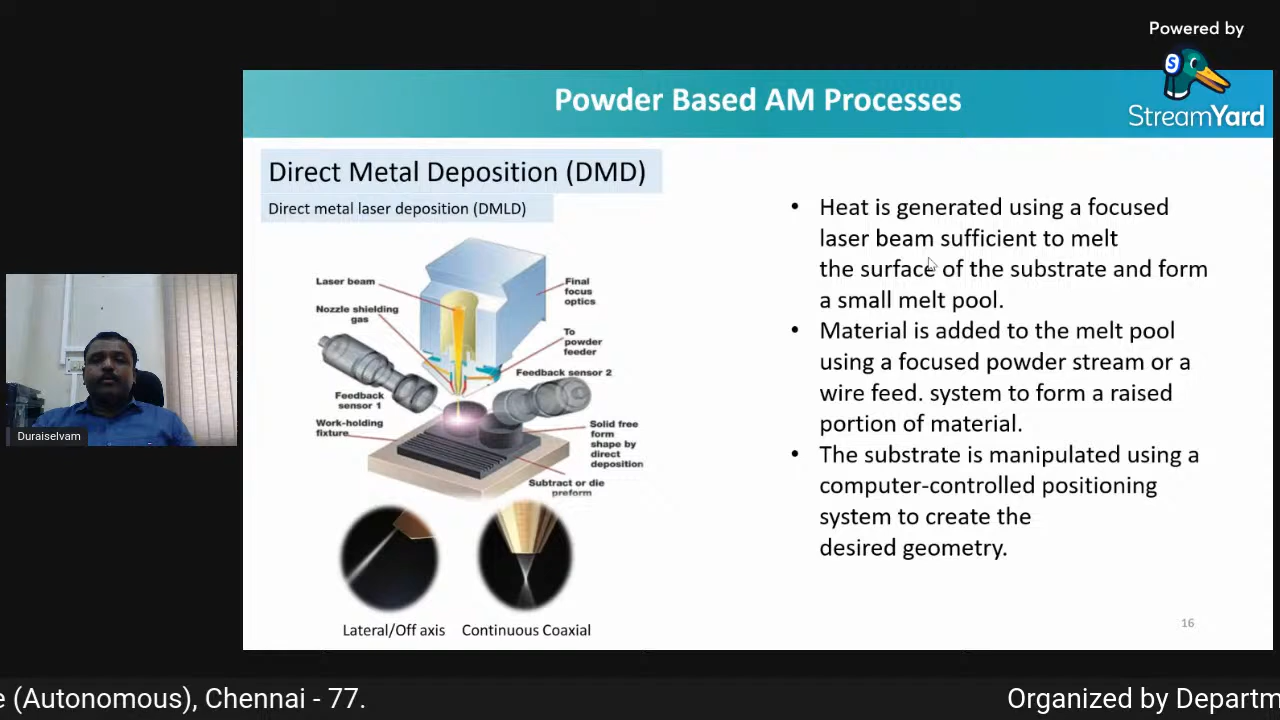 Powered by
StreamYard
Powder Based AM Processes
Direct Metal Deposition (DMD)
Direct metal laser deposition (DMLD)
Laser beam
Nozzle shielding
gas
Final
focus
optics
To
powder
feeder
Feedback sensor 2
Feedback
sensor 1
Work-holding
fixture
Solid free
form
shape by
direct
deposition
Subtract or die
preform
Lateral/Off axis
Continuous Coaxial
• Heat is generated using a focused
laser beam sufficient to melt
the surface of the substrate and form
a small melt pool.
• Material is added to the melt pool
using a focused powder stream or a
wire feed. system to form a raised
portion of material.
• The substrate is manipulated using a
computer-controlled positioning
system to create the
desired geometry.
16
Duraiselvam
e (Autonomous), Chennai - 77.
Organized by Departm